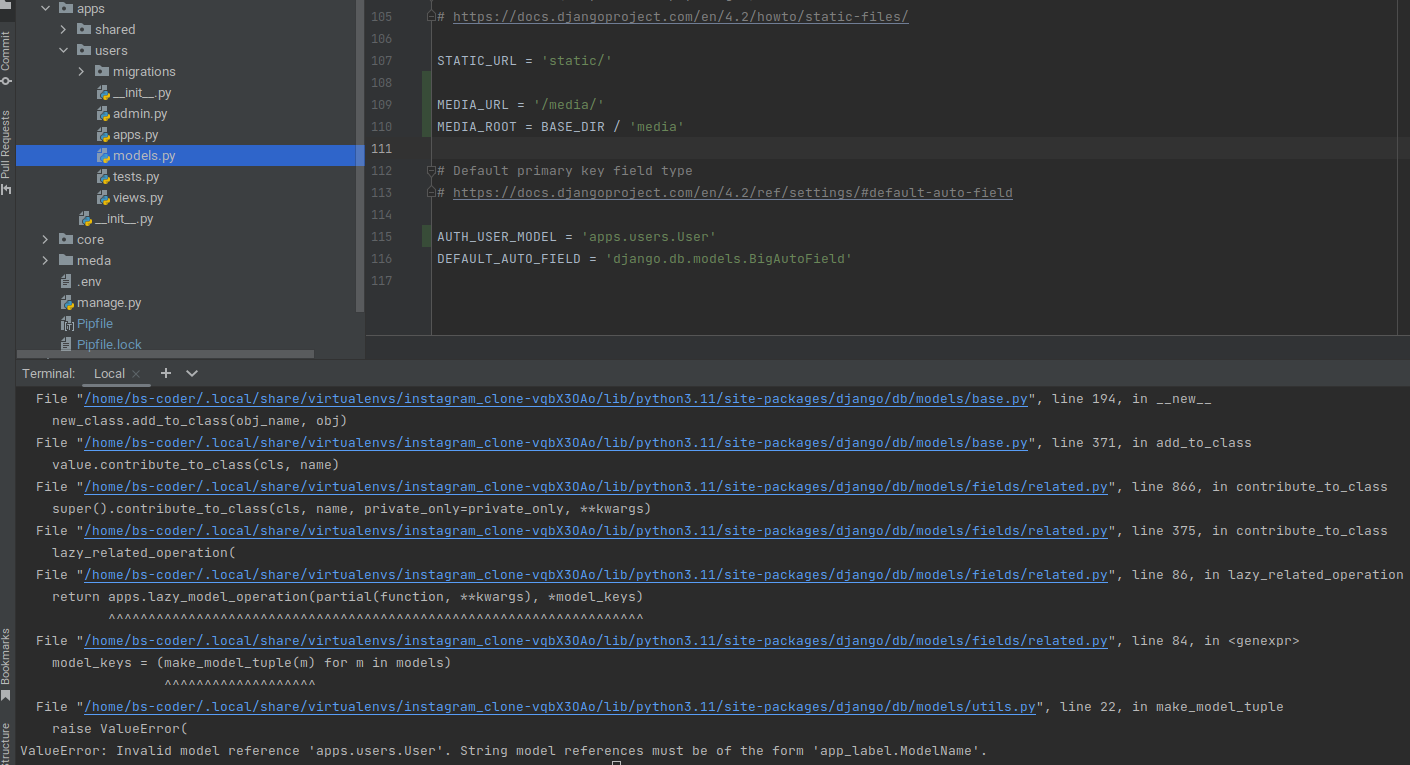 Commit
Pull Requests
Bookmarks
tructure
apps
shared
users
migrations
__init__.py
admin.py
apps.py
models.py
tests.py
views.py
__init__.py
core
meda
.env
manage.py
Pipfile
Pipfile.lock
105 # https://docs.djangoproject.com/en/4.2/howto/static-files/
106
107 STATIC_URL = 'static/'
108
109 MEDIA_URL = '/media/'
110 MEDIA_ROOT = BASE_DIR / 'media'
111
112 # Default primary key field type
113 # https://docs.djangoproject.com/en/4.2/ref/settings/#default-auto-field
114
115 AUTH_USER_MODEL = 'apps.users.User'
116 DEFAULT_AUTO_FIELD = 'django.db.models.BigAutoField'
117
Terminal: Local × +
File "/home/bs-coder/.local/share/virtualenvs/instagram_clone-vqbX3OAo/lib/python3.11/site-packages/django/db/models/base.py", line 194, in __new__
new_class.add_to_class(obj_name, obj)
File "/home/bs-coder/.local/share/virtualenvs/instagram_clone-vqbX3OAo/lib/python3.11/site-packages/django/db/models/base.py", line 371, in add_to_class
value.contribute_to_class(cls, name)
File "/home/bs-coder/.local/share/virtualenvs/instagram_clone-vqbX3OAo/lib/python3.11/site-packages/django/db/models/fields/related.py", line 866, in contribute_to_class
super().contribute_to_class(cls, name, private_only=private_only, **kwargs)
File "/home/bs-coder/.local/share/virtualenvs/instagram_clone-vqbX3OAo/lib/python3.11/site-packages/django/db/models/fields/related.py", line 375, in contribute_to_class
lazy_related_operation(
File "/home/bs-coder/.local/share/virtualenvs/instagram_clone-vqbX3OAo/lib/python3.11/site-packages/django/db/models/fields/related.py", line 86, in lazy_related_operation
return apps.lazy_model_operation(partial(function, **kwargs), *model_keys)
^^^^^^^^^^^^^^^^^^^^^^^^^^^^^^^^^^^^^^^^^^^^^^^^^^^^^^^^^^^^^^^^^^^
File "/home/bs-coder/.local/share/virtualenvs/instagram_clone-vqbX3OAo/lib/python3.11/site-packages/django/db/models/fields/related.py", line 84, in <genexpr>
model_keys = (make_model_tuple(m) for m in models)
^^^^^^^^^^^^^^^^^^^
File "/home/bs-coder/.local/share/virtualenvs/instagram_clone-vqbX3OAo/lib/python3.11/site-packages/django/db/models/utils.py", line 22, in make_model_tuple
raise ValueError(
ValueError: Invalid model reference 'apps.users.User'. String model references must be of the form 'app_label.ModelName'.